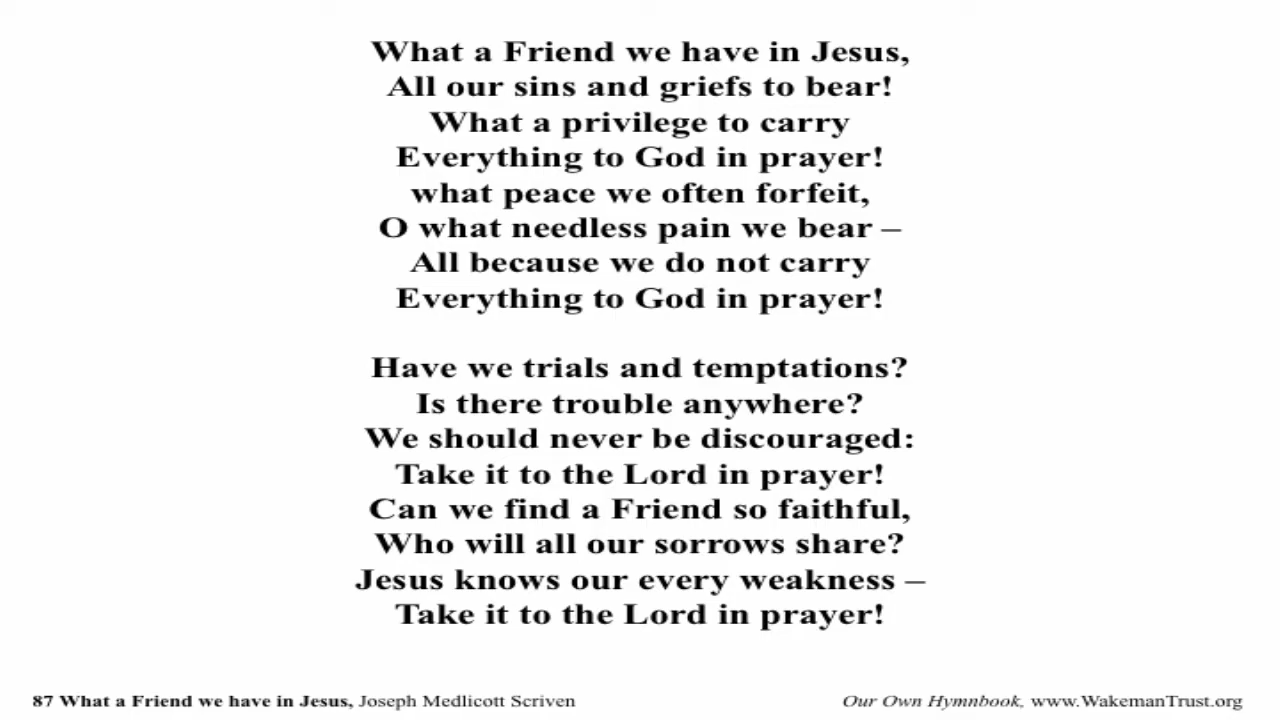 What a Friend we have in Jesus,
All our sins and griefs to bear!
What a privilege to carry
Everything to God in prayer!
what peace we often forfeit,
O what needless pain we bear –
All because we do not carry
Everything to God in prayer!
Have we trials and temptations?
Is there trouble anywhere?
We should never be discouraged:
Take it to the Lord in prayer!
Can we find a Friend so faithful,
Who will all our sorrows share?
Jesus knows our every weakness –
Take it to the Lord in prayer!
87 What a Friend we have in Jesus, Joseph Medlicott Scriven
Our Own Hymnbook, www.WakemanTrust.org